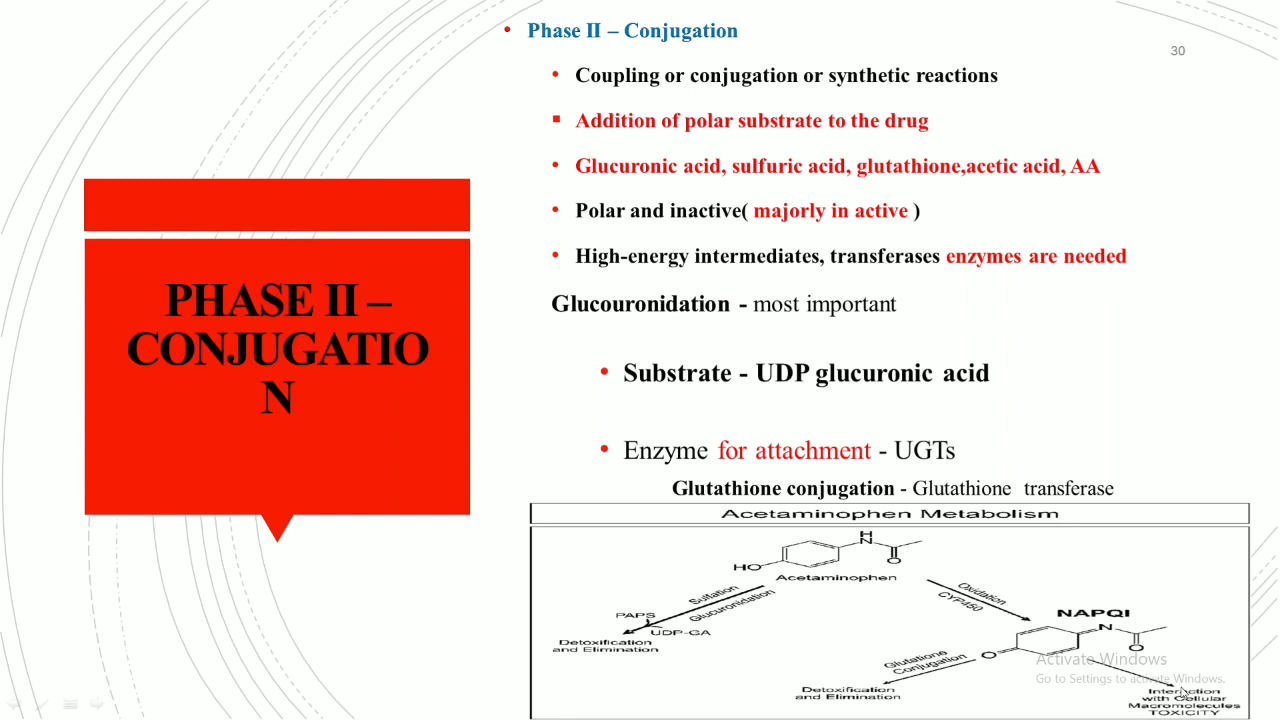 Phase II – Conjugation
30
Coupling or conjugation or synthetic reactions
Addition of polar substrate to the drug
Glucuronic acid, sulfuric acid, glutathione,acetic acid, AA
Polar and inactive( majorly in active )
High-energy intermediates, transferases enzymes are needed
PHASE II –
CONJUGATIO
N
Glucouronidation - most important
Substrate - UDP glucuronic acid
Enzyme for attachment - UGTs
Glutathione conjugation - Glutathione transferase
Acetaminophen Metabolism
H
N
O
HO
Acetaminophen
Sulfation
Glucuronidation
PAPS
UDP-GA
Detoxification
and Elimination
Oxidation
CYP450
NAPQI
N
O
O
Glutatione
Conjugation
Detoxification
and Elimination
Interaction
with Cellular
Macromolecules
TOXICITY
Activate Windows
Go to Settings to activate Windows.